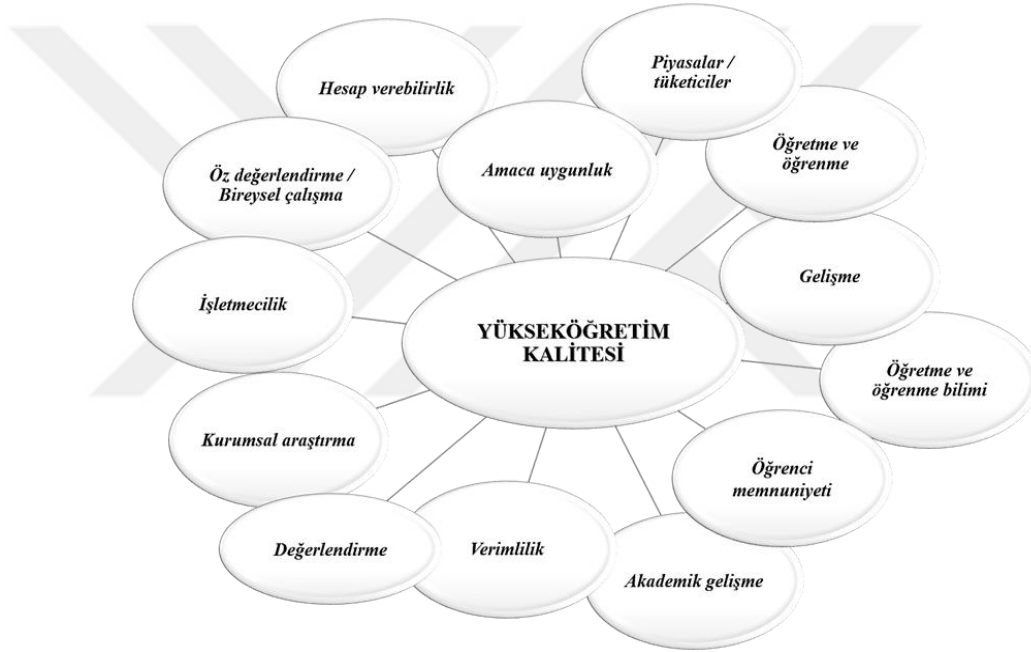 Piyasalar /
tüketiciler
Hesap verebilirlik
Amaca uygunluk
Öğretme ve
öğrenme
Öz değerlendirme /
Bireysel çalışma
Gelişme
İşletmecilik
YÜKSEKÖĞRETİM
KALİTESİ
Öğretme ve
öğrenme bilimi
Kurumsal araştırma
Öğrenci
memnuniyeti
Değerlendirme
Verimlilik
Akademik gelişme